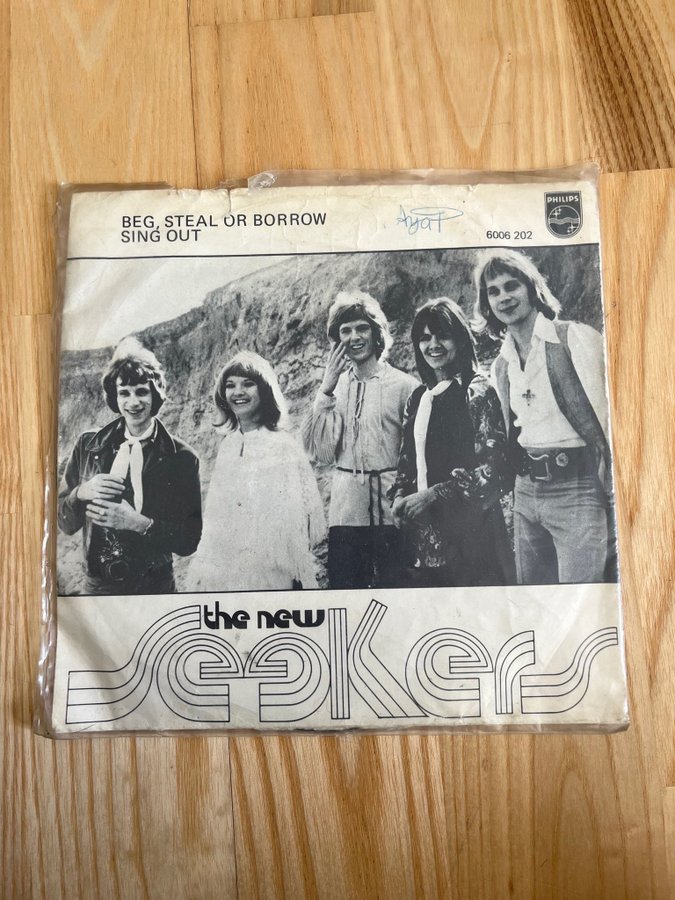 BEG, STEAL OR BORROW
SING OUT
6006 202
PHILIPS
the new
seekers